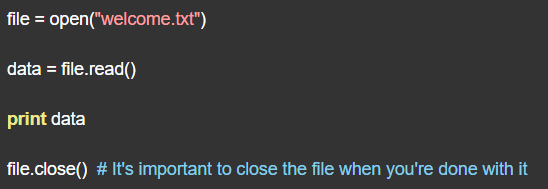 file = open("welcome.txt")
data = file.read()
print data
file.close()  # It's important to close the file when you're done with it